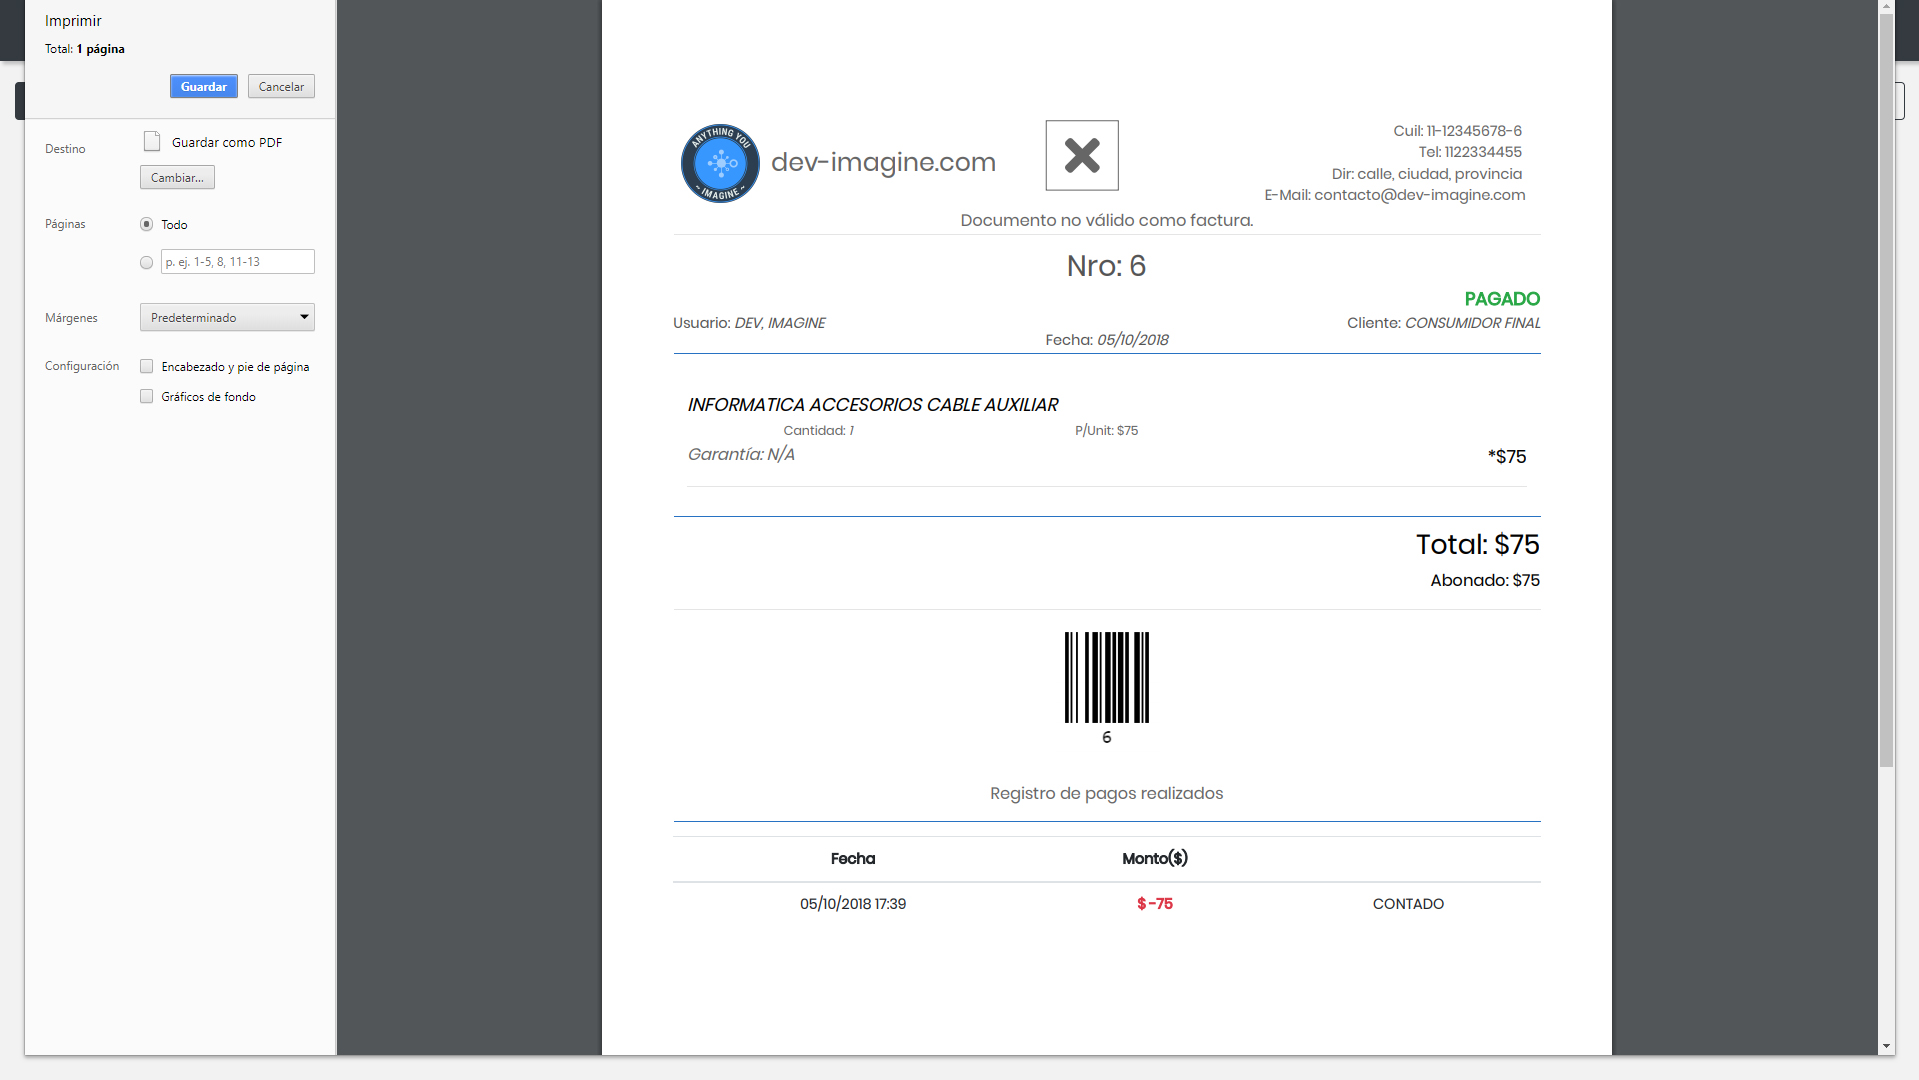 Imprimir
Total: 1 página
Guardar
Cancelar
Destino
Guardar como PDF
Cambiar...
Páginas
Todo
p. ej. 1-5, 8, 11-13
Márgenes
Predeterminado
Configuración
Encabezado y pie de página
Gráficos de fondo
ANYTHING YOU
~ IMAGINE ~
dev-imagine.com
Cuil: 11-12345678-6
Tel: 1122334455
Dir: calle, ciudad, provincia
E-Mail: contacto@dev-imagine.com
Documento no válido como factura.
Nro: 6
PAGADO
Usuario: DEV, IMAGINE
Cliente: CONSUMIDOR FINAL
Fecha: 05/10/2018
INFORMATICA ACCESORIOS CABLE AUXILIAR
Cantidad: 1
P/Unit: $75
Garantía: N/A
*$75
Total: $75
Abonado: $75
6
Registro de pagos realizados
Fecha
Monto($)
05/10/2018 17:39
$ -75
CONTADO